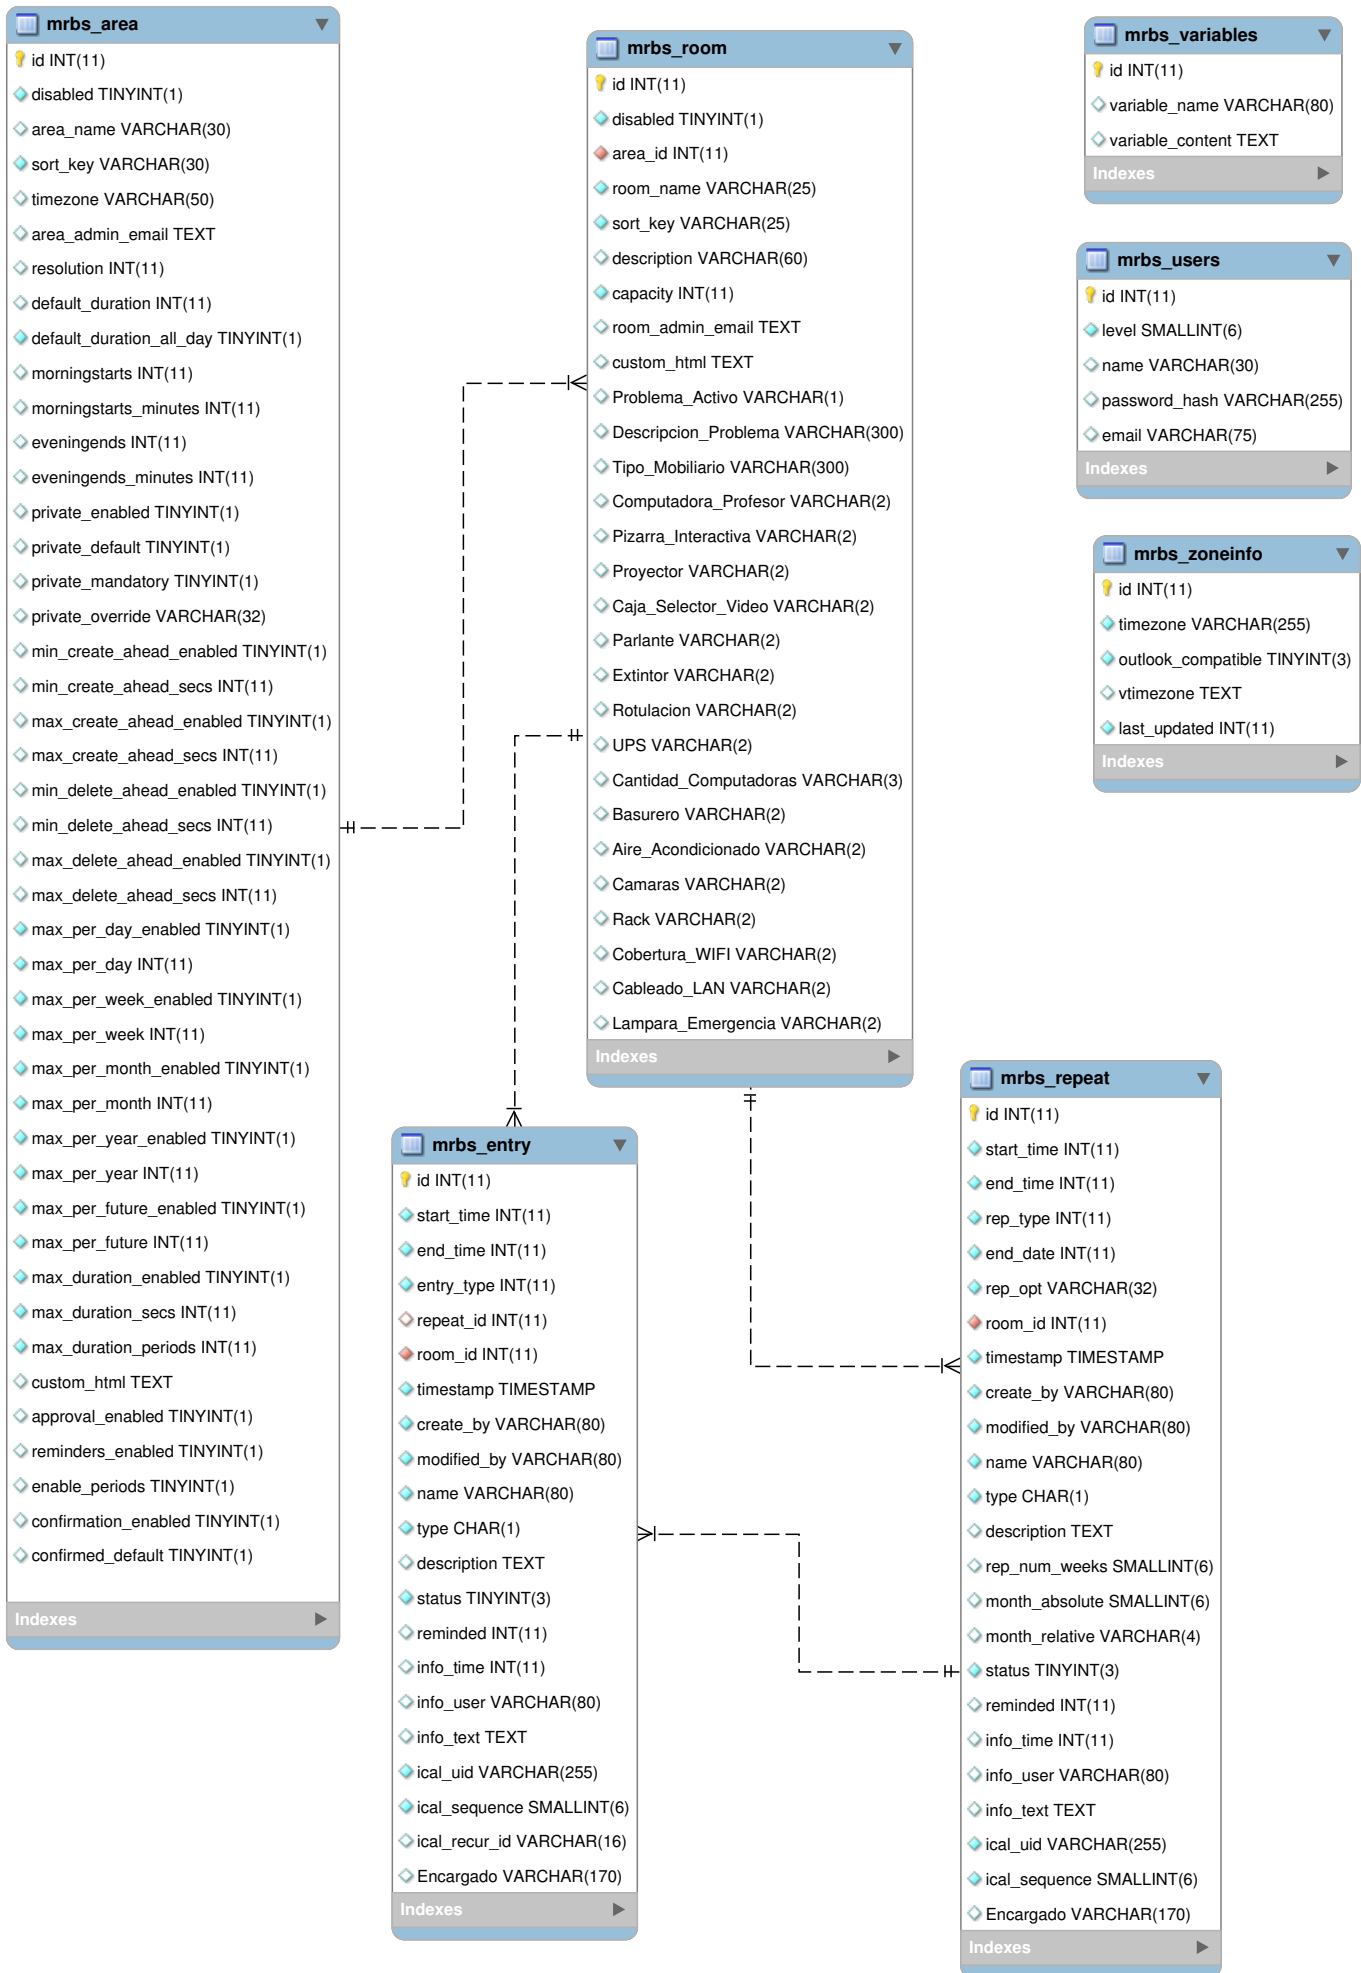 mrbs_area
id INT(11)
disabled TINYINT(1)
area_name VARCHAR(30)
sort_key VARCHAR(30)
timezone VARCHAR(50)
area_admin_email TEXT
resolution INT(11)
default_duration INT(11)
default_duration_all_day TINYINT(1)
morningstarts INT(11)
morningstarts_minutes INT(11)
eveningends INT(11)
eveningends_minutes INT(11)
private_enabled TINYINT(1)
private_default TINYINT(1)
private_mandatory TINYINT(1)
private_override VARCHAR(32)
min_create_ahead_enabled TINYINT(1)
min_create_ahead_secs INT(11)
max_create_ahead_enabled TINYINT(1)
max_create_ahead_secs INT(11)
min_delete_ahead_enabled TINYINT(1)
min_delete_ahead_secs INT(11)
max_delete_ahead_enabled TINYINT(1)
max_delete_ahead_secs INT(11)
max_per_day_enabled TINYINT(1)
max_per_day INT(11)
max_per_week_enabled TINYINT(1)
max_per_week INT(11)
max_per_month_enabled TINYINT(1)
max_per_month INT(11)
max_per_year_enabled TINYINT(1)
max_per_year INT(11)
max_per_future_enabled TINYINT(1)
max_per_future INT(11)
max_duration_enabled TINYINT(1)
max_duration_secs INT(11)
max_duration_periods INT(11)
custom_html TEXT
approval_enabled TINYINT(1)
reminders_enabled TINYINT(1)
enable_periods TINYINT(1)
confirmation_enabled TINYINT(1)
confirmed_default TINYINT(1)
Indexes
mrbs_room
id INT(11)
disabled TINYINT(1)
area_id INT(11)
room_name VARCHAR(25)
sort_key VARCHAR(25)
description VARCHAR(60)
capacity INT(11)
room_admin_email TEXT
custom_html TEXT
Problema_Activo VARCHAR(1)
Descripcion_Problema VARCHAR(300)
Tipo_Mobiliario VARCHAR(300)
Computadora_Profesor VARCHAR(2)
Pizarra_Interactiva VARCHAR(2)
Proyector VARCHAR(2)
Caja_Selector_Video VARCHAR(2)
Parlante VARCHAR(2)
Extintor VARCHAR(2)
Rotulacion VARCHAR(2)
UPS VARCHAR(2)
Cantidad_Computadoras VARCHAR(3)
Basurero VARCHAR(2)
Aire_Acondicionado VARCHAR(2)
Camaras VARCHAR(2)
Rack VARCHAR(2)
Cobertura_WIFI VARCHAR(2)
Cableado_LAN VARCHAR(2)
Lampara_Emergencia VARCHAR(2)
Indexes
mrbs_variables
id INT(11)
variable_name VARCHAR(80)
variable_content TEXT
Indexes
mrbs_users
id INT(11)
level SMALLINT(6)
name VARCHAR(30)
password_hash VARCHAR(255)
email VARCHAR(75)
Indexes
mrbs_zoneinfo
id INT(11)
timezone VARCHAR(255)
outlook_compatible TINYINT(3)
vtimezone TEXT
last_updated INT(11)
Indexes
mrbs_entry
id INT(11)
start_time INT(11)
end_time INT(11)
entry_type INT(11)
repeat_id INT(11)
room_id INT(11)
timestamp TIMESTAMP
create_by VARCHAR(80)
modified_by VARCHAR(80)
name VARCHAR(80)
type CHAR(1)
description TEXT
status TINYINT(3)
reminded INT(11)
info_time INT(11)
info_user VARCHAR(80)
info_text TEXT
ical_uid VARCHAR(255)
ical_sequence SMALLINT(6)
ical_recur_id VARCHAR(16)
Encargado VARCHAR(170)
Indexes
mrbs_repeat
id INT(11)
start_time INT(11)
end_time INT(11)
rep_type INT(11)
end_date INT(11)
rep_opt VARCHAR(32)
room_id INT(11)
timestamp TIMESTAMP
create_by VARCHAR(80)
modified_by VARCHAR(80)
name VARCHAR(80)
type CHAR(1)
description TEXT
rep_num_weeks SMALLINT(6)
month_absolute SMALLINT(6)
month_relative VARCHAR(4)
status TINYINT(3)
reminded INT(11)
info_time INT(11)
info_user VARCHAR(80)
info_text TEXT
ical_uid VARCHAR(255)
ical_sequence SMALLINT(6)
Encargado VARCHAR(170)
Indexes